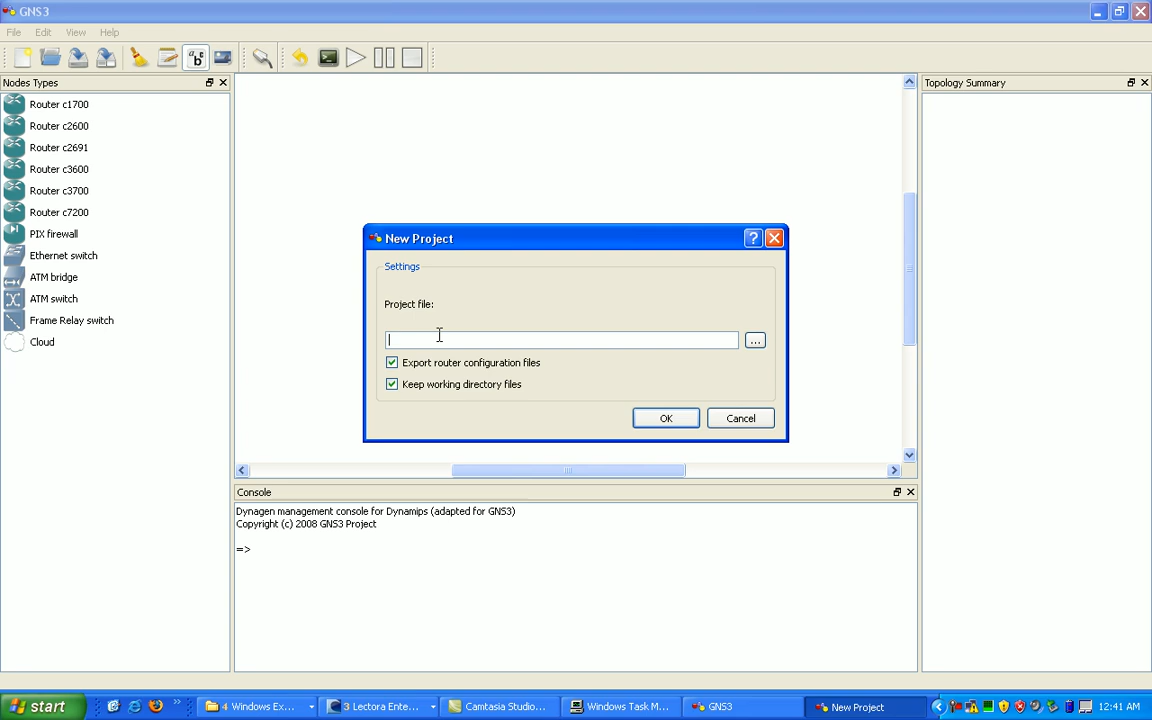 GNS3
File Edit View Help
Nodes Types
Topology Summary
Router c1700
Router c2600
Router c2691
Router c3600
Router c3700
Router c7200
PIX firewall
Ethernet switch
ATM bridge
ATM switch
Frame Relay switch
Cloud
New Project
Settings
Project file:
...
Export router configuration files
Keep working directory files
OK Cancel
Console
Dynagen management console for Dynamips (adapted for GNS3)
Copyright (c) 2008 GNS3 Project
=>
start 4 Windows Ex... 3 Lectora Ente... Camtasia Studio... Windows Task M... GNS3 New Project 12:41 AM